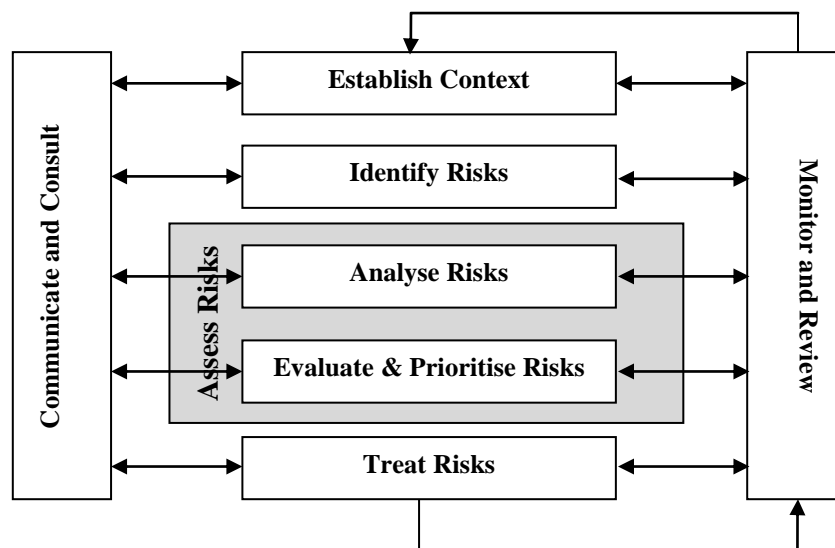 Establish Context
Communicate and Consult
Identify Risks
Monitor and Review
Assess Risks
Analyse Risks
Evaluate & Prioritise Risks
Treat Risks